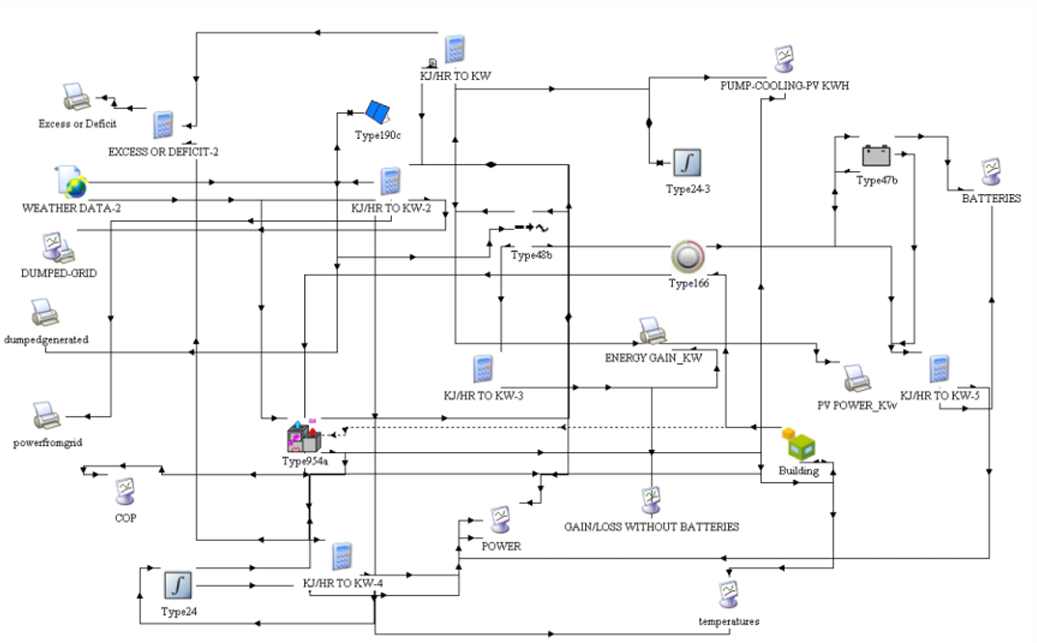 KJ/HR TO KW
PUMP-COOLING-PV KWH
Excess or Deficit
EXCESS OR DEFICIT-2
Type190c
Type24-3
Type47b
BATTERIES
WEATHER DATA-2
KJ/HR TO KW-2
Type48b
DUMPED-GRID
Type166
dumpedgenerated
ENERGY GAIN_KW
KJ/HR TO KW-3
PV POWER_KW
KJ/HR TO KW-5
powerfromgrid
Type954a
Building
COP
POWER
GAIN/LOSS WITHOUT BATTERIES
KJ/HR TO KW-4
Type24
temperatures